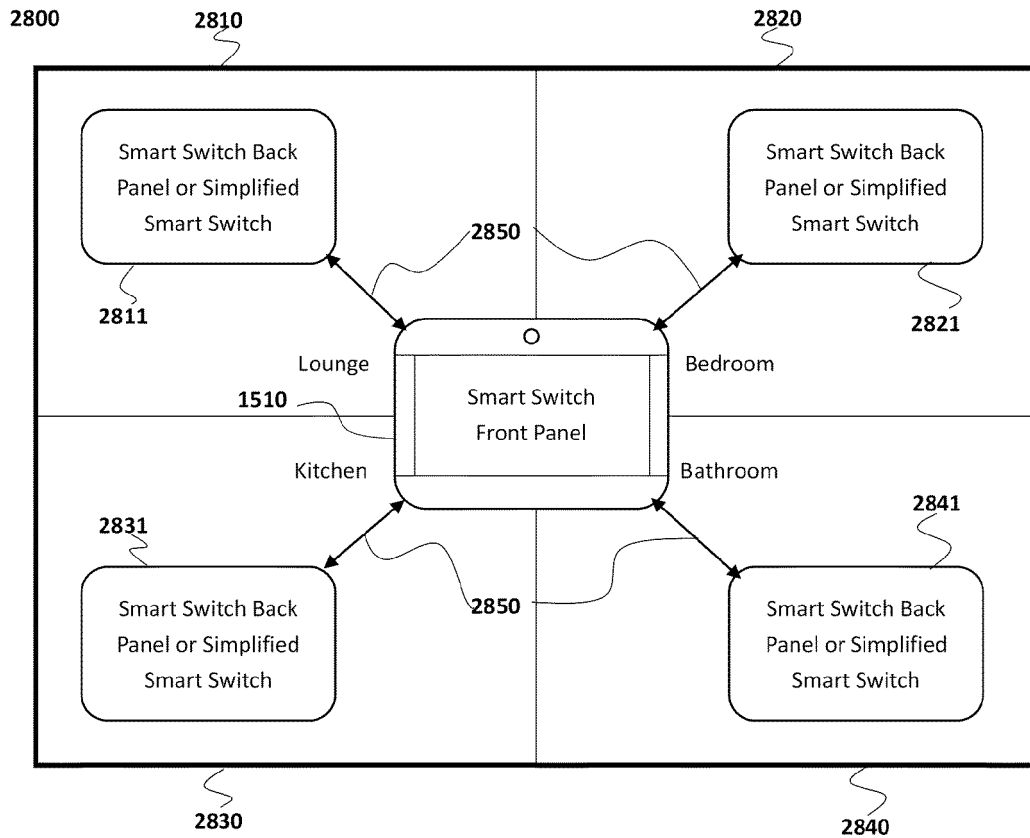 2800
2810
2820
Smart Switch Back
Panel or Simplified
Smart Switch
Smart Switch Back
Panel or Simplified
Smart Switch
2850
2811
2821
Lounge
Bedroom
1510
Smart Switch
Front Panel
Kitchen
Bathroom
2831
2841
Smart Switch Back
Panel or Simplified
Smart Switch
2850
Smart Switch Back
Panel or Simplified
Smart Switch
2830
2840